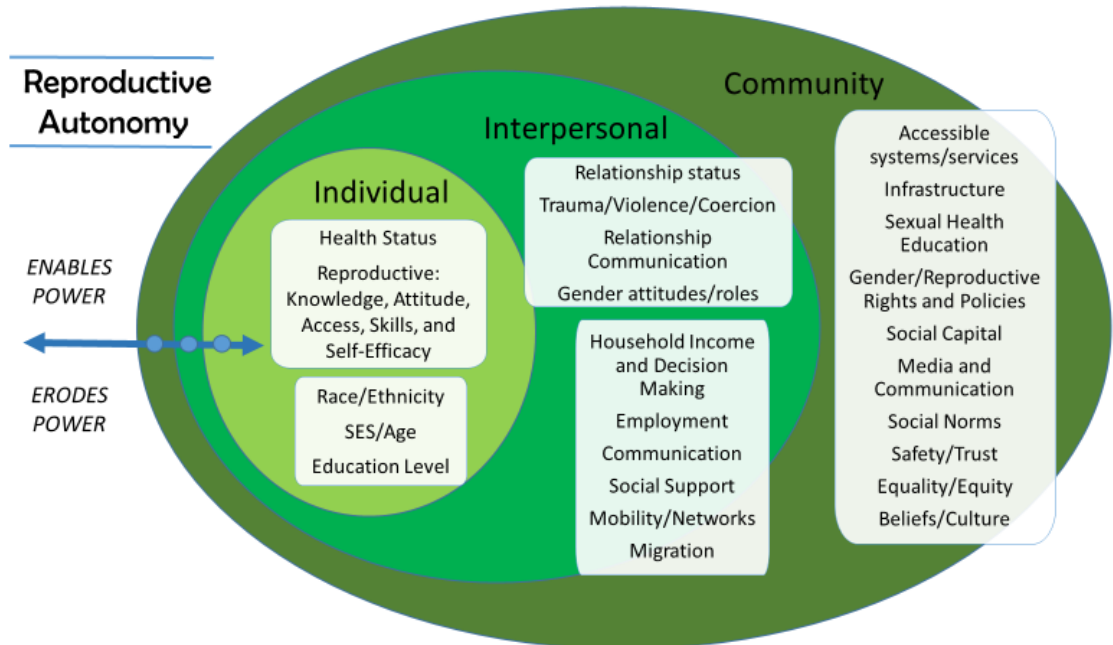 Reproductive
Autonomy
ENABLES
POWER
ERODES
POWER
Individual
Health Status
Reproductive:
Knowledge, Attitude,
Access, Skills, and
Self-Efficacy
Race/Ethnicity
SES/Age
Education Level
Interpersonal
Relationship status
Trauma/Violence/Coercion
Relationship
Communication
Gender attitudes/roles
Household Income
and Decision
Making
Employment
Communication
Social Support
Mobility/Networks
Migration
Community
Accessible
systems/services
Infrastructure
Sexual Health
Education
Gender/Reproductive
Rights and Policies
Social Capital
Media and
Communication
Social Norms
Safety/Trust
Equality/Equity
Beliefs/Culture